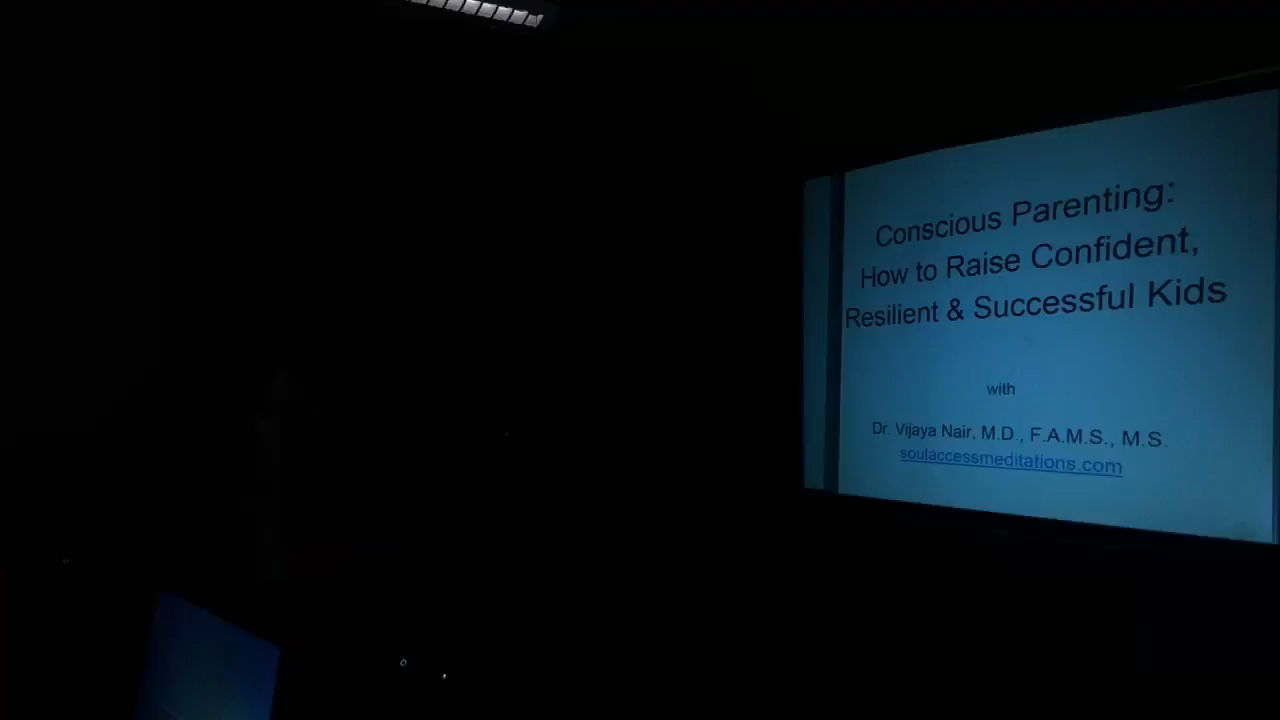 Conscious Parenting:
How to Raise Confident,
Resilient & Successful Kids
with
Dr. Vijaya Nair, M.D., F.A.M.S., M.S.
soulaccessmeditations.com